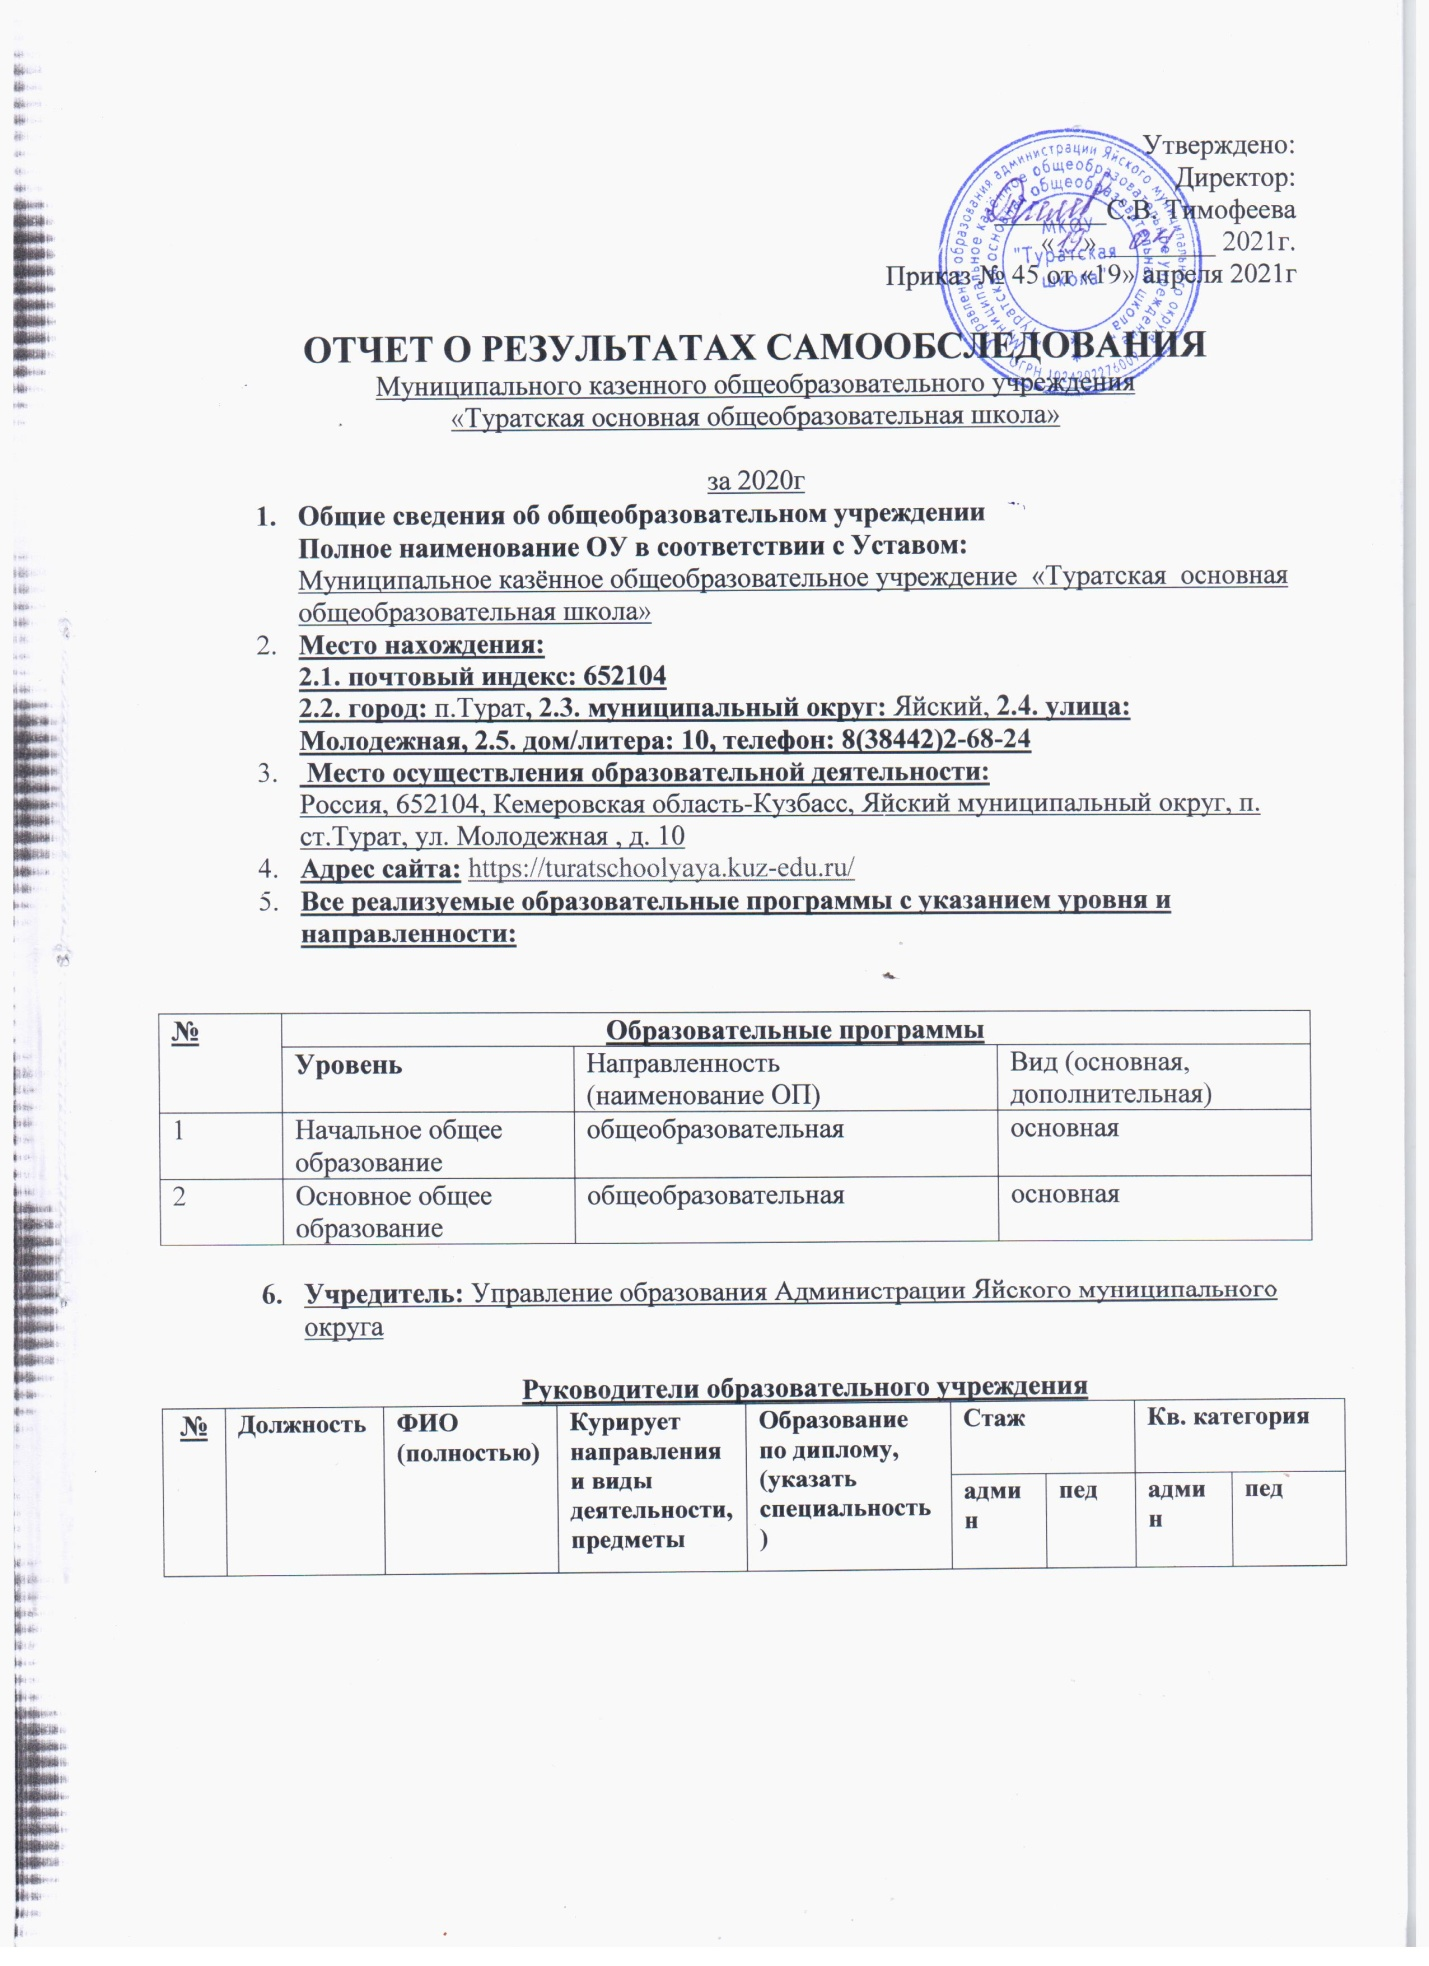 Утверждено:
Директор:
С.В. Тимофеева
«19» 04 2021г.
Приказ № 45 от «19» апреля 2021г
МКОУ
"Туратская
школа"
ОТЧЕТ О РЕЗУЛЬТАТАХ САМООБСЛЕДОВАНИЯ
Муниципального казенного общеобразовательного учреждения
«Туратская основная общеобразовательная школа»
за 2020г
1. Общие сведения об общеобразовательном учреждении
Полное наименование ОУ в соответствии с Уставом:
Муниципальное казённое общеобразовательное учреждение «Туратская основная
общеобразовательная школа»
2. Место нахождения:
2.1. почтовый индекс: 652104
2.2. город: п.Турат, 2.3. муниципальный округ: Яйский, 2.4. улица:
Молодежная, 2.5. дом/литера: 10, телефон: 8(38442)2-68-24
3. Место осуществления образовательной деятельности:
Россия, 652104, Кемеровская область-Кузбасс, Яйский муниципальный округ, п.
ст.Турат, ул. Молодежная , д. 10
4. Адрес сайта: https://turatschoolyaya.kuz-edu.ru/
5. Все реализуемые образовательные программы с указанием уровня и
направленности:
№ Образовательные программы
Уровень Направленность Вид (основная,
(наименование ОП) дополнительная)
1 Начальное общее общеобразовательная основная
образование
2 Основное общее общеобразовательная основная
образование
6. Учредитель: Управление образования Администрации Яйского муниципального
округа
Руководители образовательного учреждения
№ Должность ФИО Курирует Образование Стаж Кв. категория
(полностью) направления по диплому,
и виды (указать адми пед адми пед
деятельности, специальность н н
предметы )